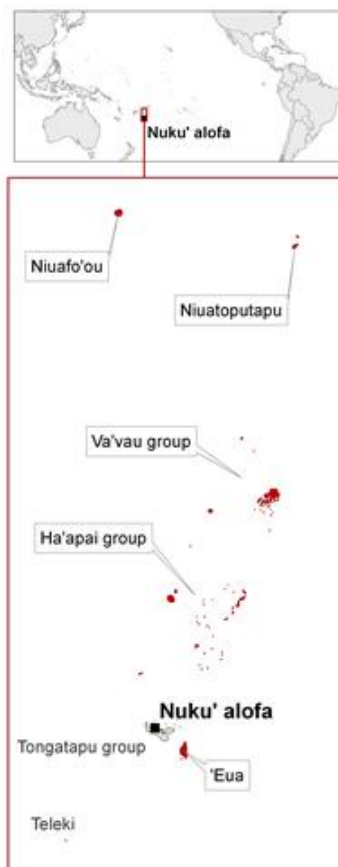 Nuku' alofa
Niuafo'ou
Niuatoputapu
Va'vau group
Ha'apai group
Nuku' alofa
Tongatapu group
'Eua
Teleki